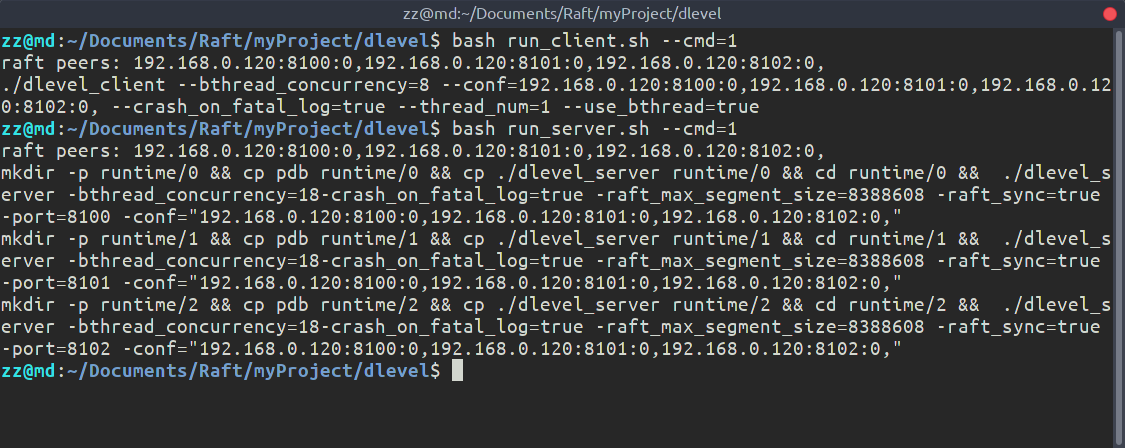 zz@md:~/Documents/Raft/myProject/dlevel
zz@md:~/Documents/Raft/myProject/dlevel$ bash run_client.sh --cmd=1
raft peers: 192.168.0.120:8100:0,192.168.0.120:8101:0,192.168.0.120:8102:0,
./dlevel_client --bthread_concurrency=8 --conf=192.168.0.120:8100:0,192.168.0.120:8101:0,192.168.0.12
0:8102:0, --crash_on_fatal_log=true --thread_num=1 --use_bthread=true
zz@md:~/Documents/Raft/myProject/dlevel$ bash run_server.sh --cmd=1
raft peers: 192.168.0.120:8100:0,192.168.0.120:8101:0,192.168.0.120:8102:0,
mkdir -p runtime/0 && cp pdb runtime/0 && cp ./dlevel_server runtime/0 && cd runtime/0 &&  ./dlevel_s
erver -bthread_concurrency=18-crash_on_fatal_log=true -raft_max_segment_size=8388608 -raft_sync=true
-port=8100 -conf="192.168.0.120:8100:0,192.168.0.120:8101:0,192.168.0.120:8102:0,"
mkdir -p runtime/1 && cp pdb runtime/1 && cp ./dlevel_server runtime/1 && cd runtime/1 &&  ./dlevel_s
erver -bthread_concurrency=18-crash_on_fatal_log=true -raft_max_segment_size=8388608 -raft_sync=true
-port=8101 -conf="192.168.0.120:8100:0,192.168.0.120:8101:0,192.168.0.120:8102:0,"
mkdir -p runtime/2 && cp pdb runtime/2 && cp ./dlevel_server runtime/2 && cd runtime/2 &&  ./dlevel_s
erver -bthread_concurrency=18-crash_on_fatal_log=true -raft_max_segment_size=8388608 -raft_sync=true
-port=8102 -conf="192.168.0.120:8100:0,192.168.0.120:8101:0,192.168.0.120:8102:0,"
zz@md:~/Documents/Raft/myProject/dlevel$